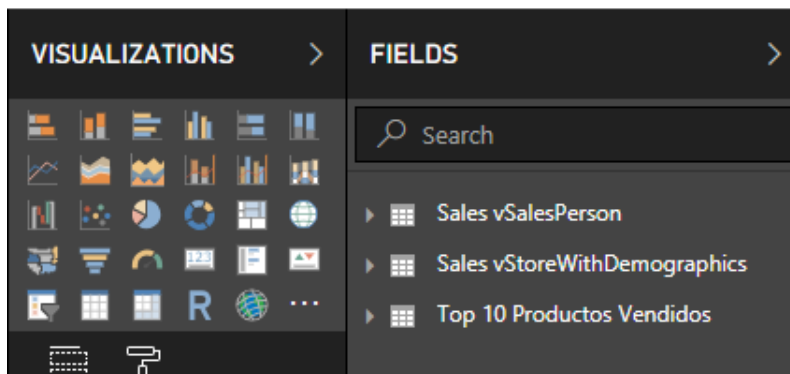 VISUALIZATIONS
FIELDS
Search
Sales vSalesPerson
Sales vStoreWithDemographics
Top 10 Productos Vendidos
123
R